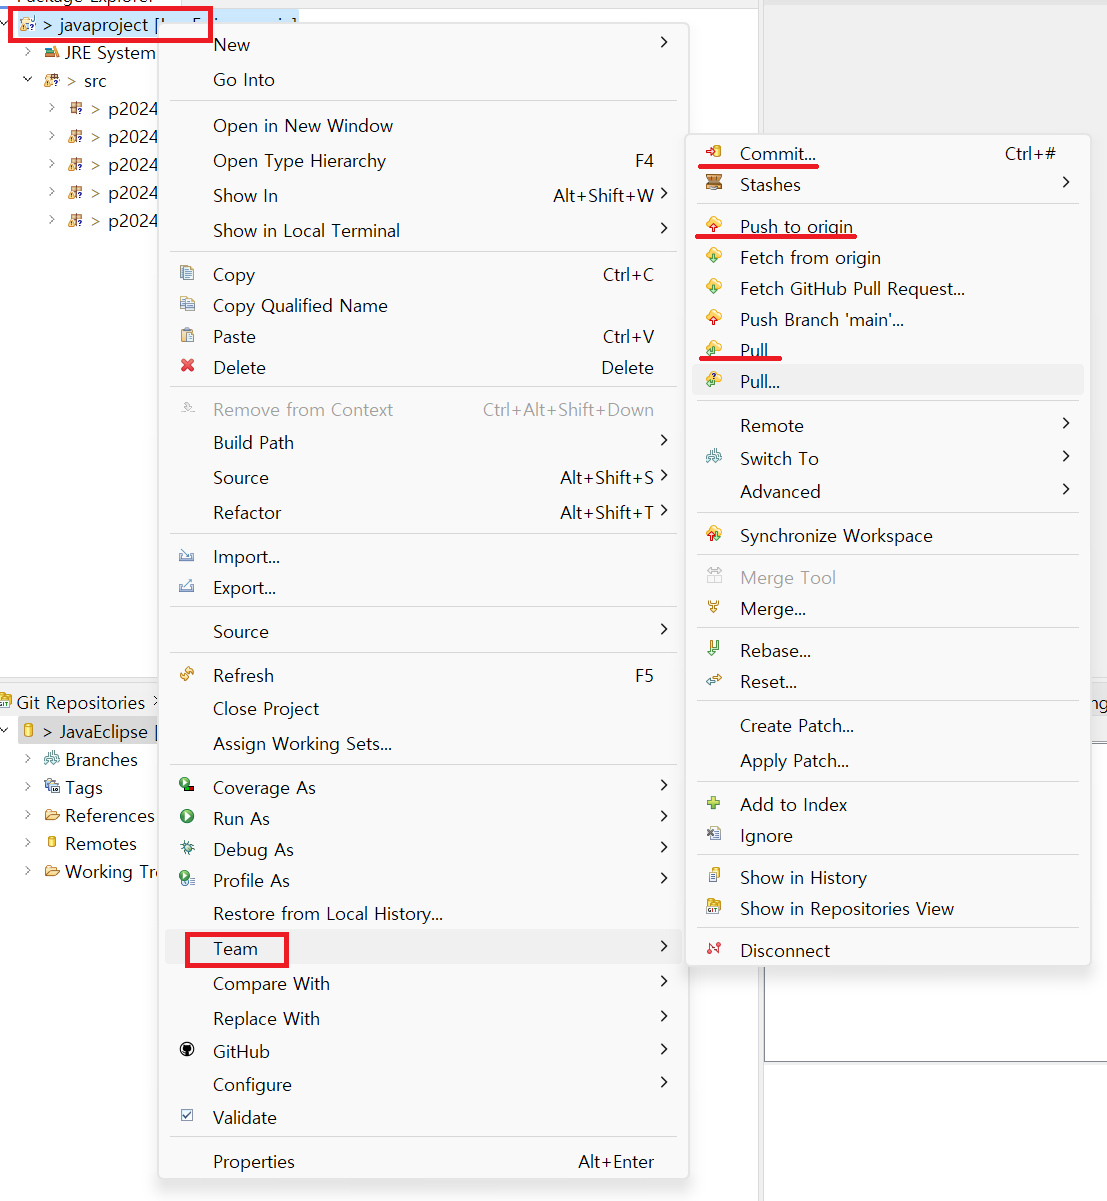 Package Explorer
> javaproject [
JRE System
> src
> p2024
> p2024
> p2024
> p2024
> p2024
Git Repositories
> JavaEclipse [
Branches
Tags
References
Remotes
Working Tr
New
Go Into
Open in New Window
Open Type Hierarchy F4
Show In Alt+Shift+W
Show in Local Terminal
Copy Ctrl+C
Copy Qualified Name
Paste Ctrl+V
Delete Delete
Remove from Context Ctrl+Alt+Shift+Down
Build Path
Source Alt+Shift+S
Refactor Alt+Shift+T
Import...
Export...
Source
Refresh F5
Close Project
Assign Working Sets...
Coverage As
Run As
Debug As
Profile As
Restore from Local History...
Team
Compare With
Replace With
GitHub
Configure
Validate
Properties Alt+Enter
Commit... Ctrl+#
Stashes
Push to origin
Fetch from origin
Fetch GitHub Pull Request...
Push Branch 'main'...
Pull
Pull...
Remote
Switch To
Advanced
Synchronize Workspace
Merge Tool
Merge...
Rebase...
Reset...
Create Patch...
Apply Patch...
Add to Index
Ignore
Show in History
Show in Repositories View
Disconnect
ng